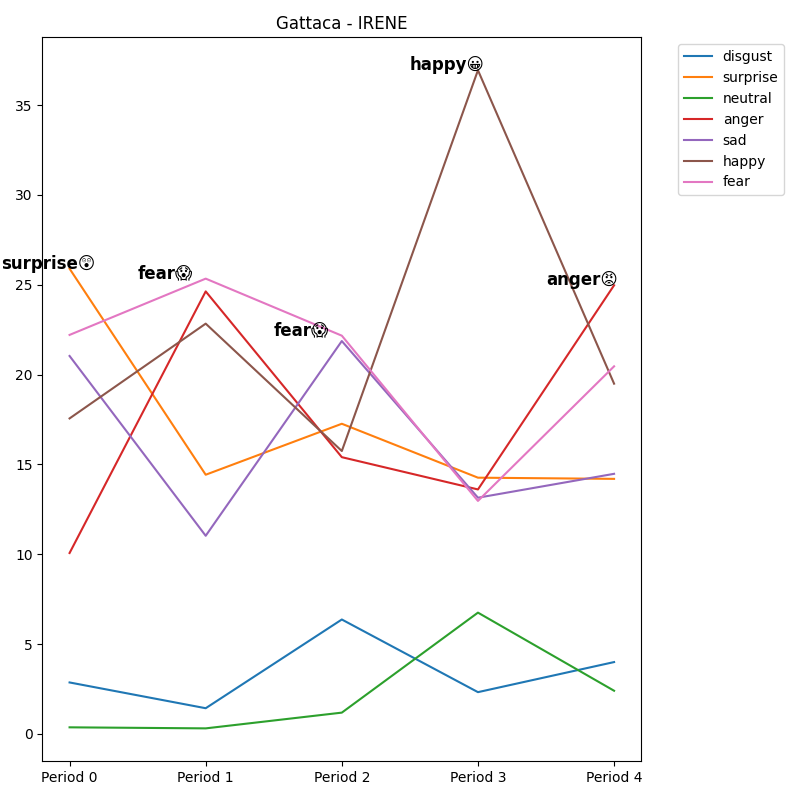 Gattaca - IRENE
disgust
surprise
neutral
anger
sad
happy
fear
happy😀
surprise😲
fear😱
anger😡
fear😱
35
30
25
20
15
10
5
0
Period 0 Period 1 Period 2 Period 3 Period 4